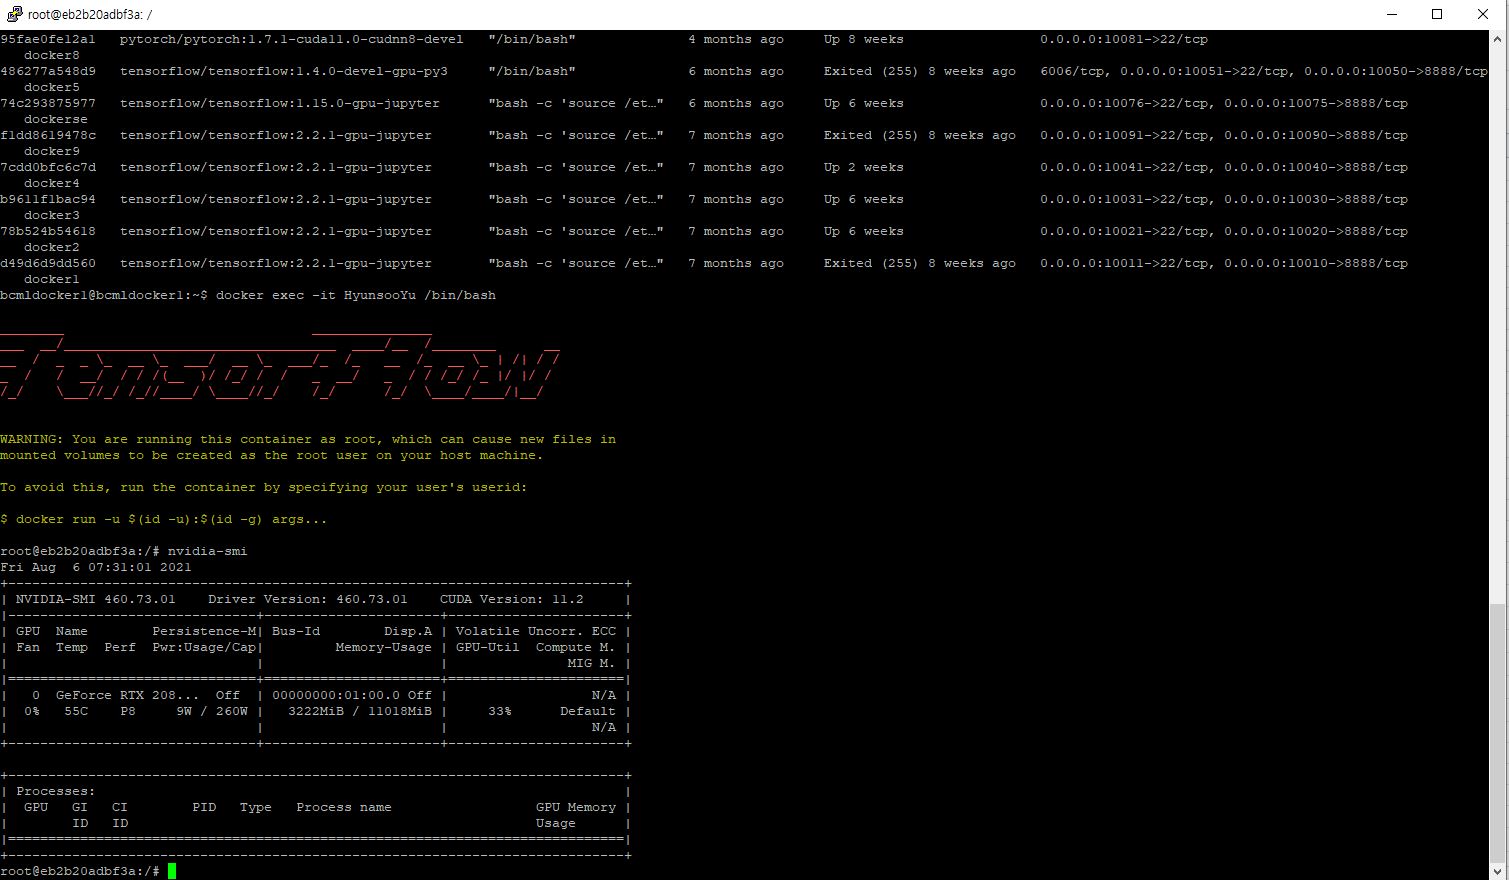 root@eb2b20adbf3a: /
95fae0fe12a1   pytorch/pytorch:1.7.1-cuda11.0-cudnn8-devel   "/bin/bash"              4 months ago     Up 8 weeks                 0.0.0.0:10081->22/tcp
   docker8
486277a548d9   tensorflow/tensorflow:1.4.0-devel-gpu-py3     "/bin/bash"              6 months ago     Exited (255) 8 weeks ago   6006/tcp, 0.0.0.0:10051->22/tcp, 0.0.0.0:10050->8888/tcp
   docker5
74c293875977   tensorflow/tensorflow:1.15.0-gpu-jupyter      "bash -c 'source /et…"   6 months ago     Up 6 weeks                 0.0.0.0:10076->22/tcp, 0.0.0.0:10075->8888/tcp
   dockerse
f1dd8619478c   tensorflow/tensorflow:2.2.1-gpu-jupyter       "bash -c 'source /et…"   7 months ago     Exited (255) 8 weeks ago   0.0.0.0:10091->22/tcp, 0.0.0.0:10090->8888/tcp
   docker9
7cdd0bfc6c7d   tensorflow/tensorflow:2.2.1-gpu-jupyter       "bash -c 'source /et…"   7 months ago     Up 2 weeks                 0.0.0.0:10041->22/tcp, 0.0.0.0:10040->8888/tcp
   docker4
b9611f1bac94   tensorflow/tensorflow:2.2.1-gpu-jupyter       "bash -c 'source /et…"   7 months ago     Up 6 weeks                 0.0.0.0:10031->22/tcp, 0.0.0.0:10030->8888/tcp
   docker3
78b524b54618   tensorflow/tensorflow:2.2.1-gpu-jupyter       "bash -c 'source /et…"   7 months ago     Up 6 weeks                 0.0.0.0:10021->22/tcp, 0.0.0.0:10020->8888/tcp
   docker2
d49d6d9dd560   tensorflow/tensorflow:2.2.1-gpu-jupyter       "bash -c 'source /et…"   7 months ago     Exited (255) 8 weeks ago   0.0.0.0:10011->22/tcp, 0.0.0.0:10010->8888/tcp
   docker1
bcmldocker1@bcmldocker1:~$ docker exec -it HyunsooYu /bin/bash
TensorFlow
WARNING: You are running this container as root, which can cause new files in
mounted volumes to be created as the root user on your host machine.
To avoid this, run the container by specifying your user's userid:
$ docker run -u $(id -u):$(id -g) args...
root@eb2b20adbf3a:/# nvidia-smi
Fri Aug  6 07:31:01 2021
| NVIDIA-SMI 460.73.01    Driver Version: 460.73.01    CUDA Version: 11.2     |
| GPU  Name        Persistence-M| Bus-Id        Disp.A | Volatile Uncorr. ECC |
| Fan  Temp  Perf  Pwr:Usage/Cap|         Memory-Usage | GPU-Util  Compute M. |
|                               |                      |               MIG M. |
|   0  GeForce RTX 208...  Off  | 00000000:01:00.0 Off |                  N/A |
|  0%   55C    P8     9W / 260W |   3222MiB / 11018MiB |     33%      Default |
|                               |                      |                  N/A |
| Processes:                                                                  |
|  GPU   GI   CI        PID   Type   Process name                  GPU Memory |
|        ID   ID                                                   Usage      |
root@eb2b20adbf3a:/#